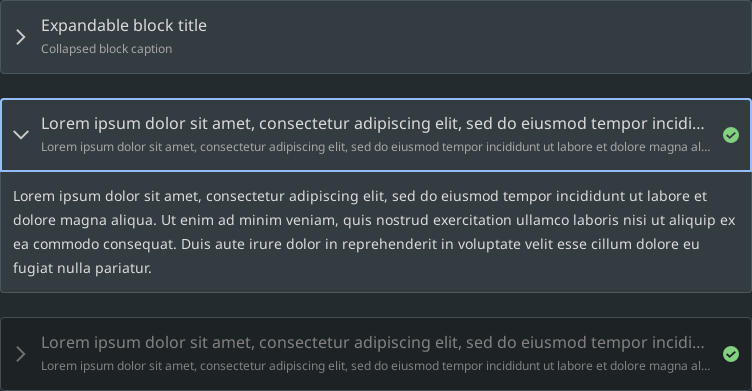 Expandable block title
Collapsed block caption
Lorem ipsum dolor sit amet, consectetur adipiscing elit, sed do eiusmod tempor incidi...
Lorem ipsum dolor sit amet, consectetur adipiscing elit, sed do eiusmod tempor incididunt ut labore et dolore magna al...
Lorem ipsum dolor sit amet, consectetur adipiscing elit, sed do eiusmod tempor incididunt ut labore et
dolore magna aliqua. Ut enim ad minim veniam, quis nostrud exercitation ullamco laboris nisi ut aliquip ex
ea commodo consequat. Duis aute irure dolor in reprehenderit in voluptate velit esse cillum dolore eu
fugiat nulla pariatur.
Lorem ipsum dolor sit amet, consectetur adipiscing elit, sed do eiusmod tempor incidi...
Lorem ipsum dolor sit amet, consectetur adipiscing elit, sed do eiusmod tempor incididunt ut labore et dolore magna al...